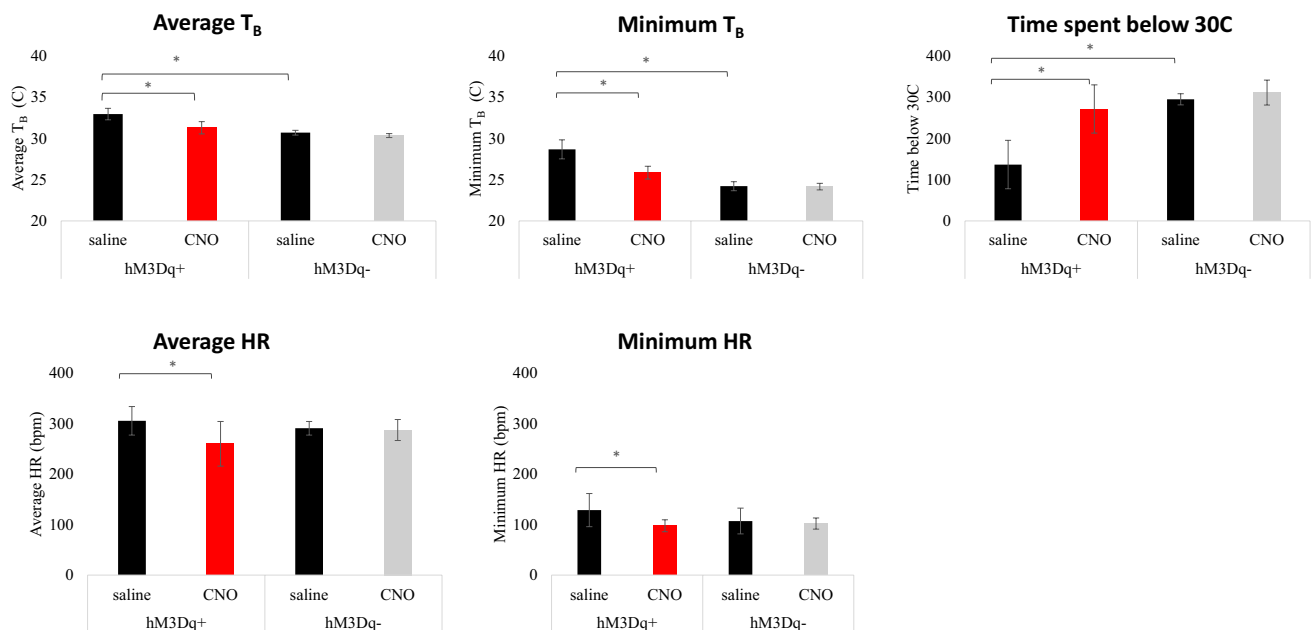 Average TB
40
35
30
25
20
Average TB (C)
*
*
saline CNO saline CNO
hM3Dq+ hM3Dq-
Minimum TB
40
35
30
25
20
Minimum TB (C)
*
*
saline CNO saline CNO
hM3Dq+ hM3Dq-
Time spent below 30C
400
300
200
100
0
Time below 30C
*
*
saline CNO saline CNO
hM3Dq+ hM3Dq-
Average HR
400
300
200
100
0
Average HR (bpm)
*
saline CNO saline CNO
hM3Dq+ hM3Dq-
Minimum HR
400
300
200
100
0
Minimum HR (bpm)
*
saline CNO saline CNO
hM3Dq+ hM3Dq-